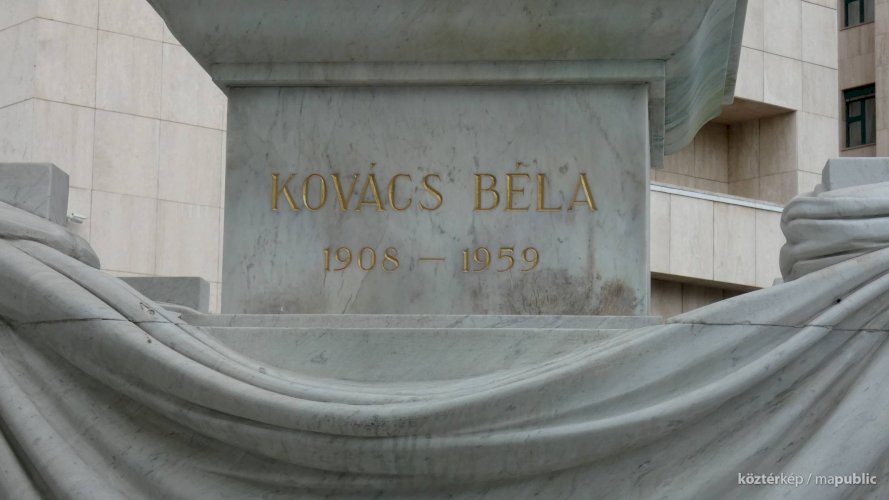 KOVÁCS BÉLA
1908 – 1959
köztérkép / mapublic